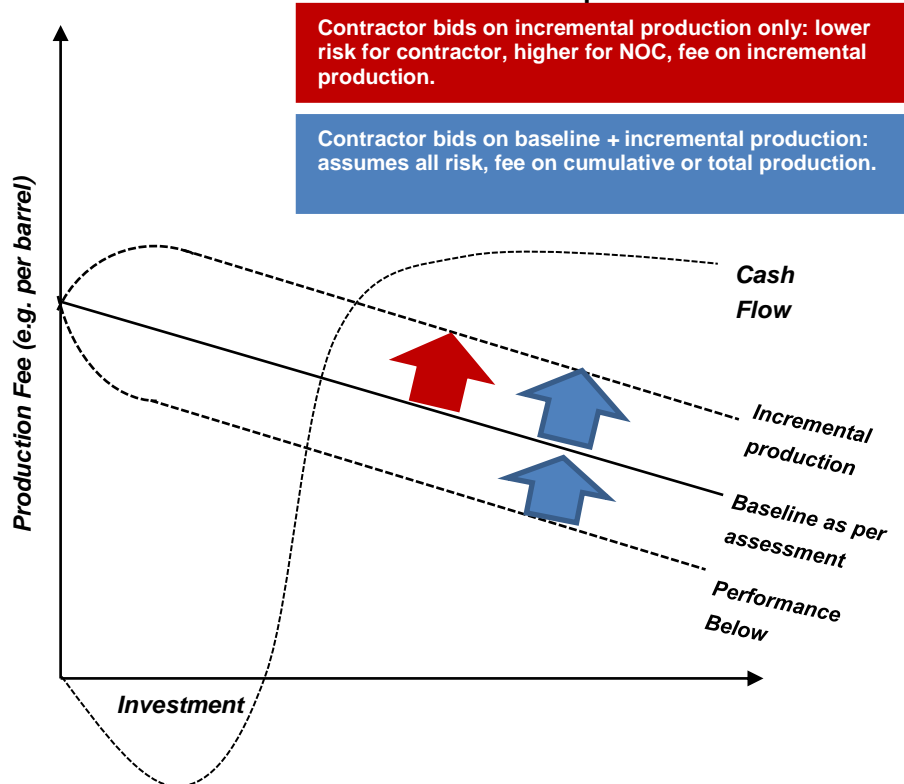 Contractor bids on incremental production only: lower
risk for contractor, higher for NOC, fee on incremental
production.
Contractor bids on baseline + incremental production:
assumes all risk, fee on cumulative or total production.
Production Fee (e.g. per barrel)
Cash
Flow
Incremental
production
Baseline as per
assessment
Performance
Below
Investment